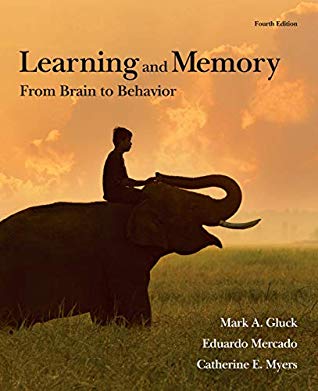 Fourth Edition
Learning and Memory
From Brain to Behavior
Mark A. Gluck
Eduardo Mercado
Catherine E. Myers